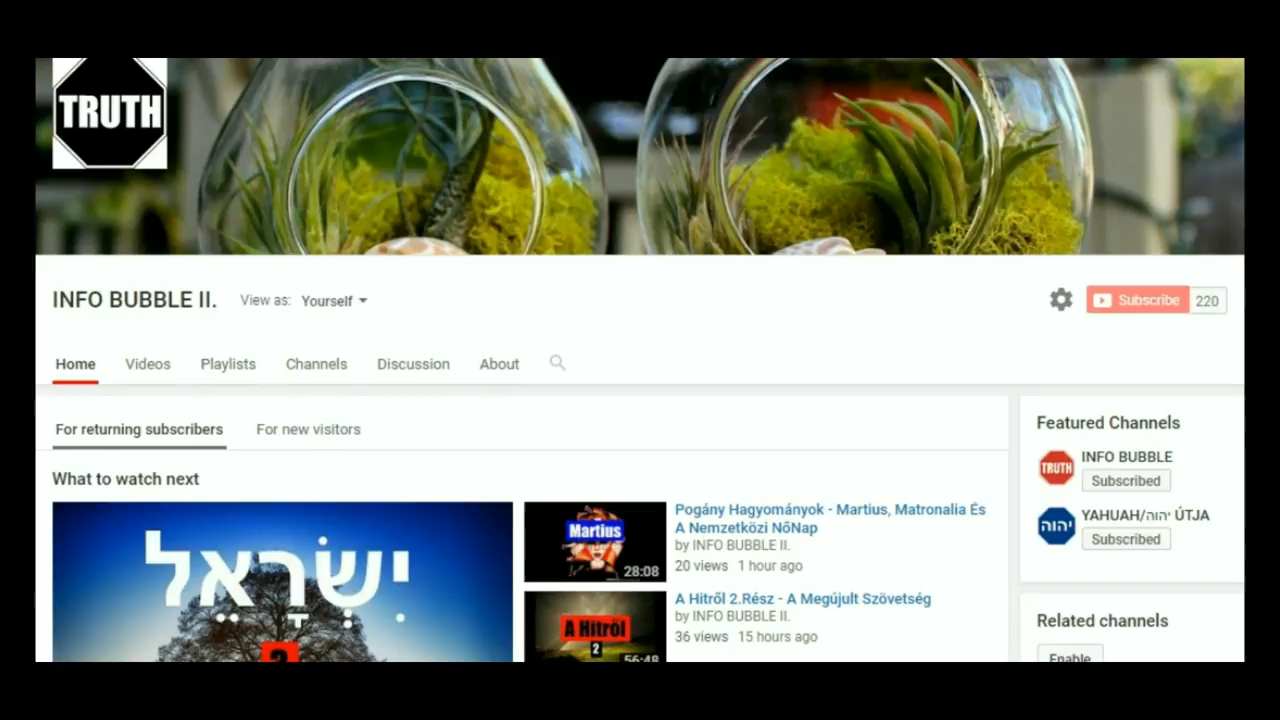 TRUTH
INFO BUBBLE II.
View as: Yourself
Subscribe 220
Home Videos Playlists Channels Discussion About
For returning subscribers For new visitors
What to watch next
יִשְׂרָאֵל
2
Martius
28:08
Pogány Hagyományok - Martius, Matronalia És
A Nemzetközi NőNap
by INFO BUBBLE II.
20 views 1 hour ago
A Hitről
2
56:48
A Hitről 2.Rész - A Megújult Szövetség
by INFO BUBBLE II.
36 views 15 hours ago
Featured Channels
TRUTH
INFO BUBBLE
Subscribed
יהוה
YAHUAH/יהוה ÚTJA
Subscribed
Related channels
Enable